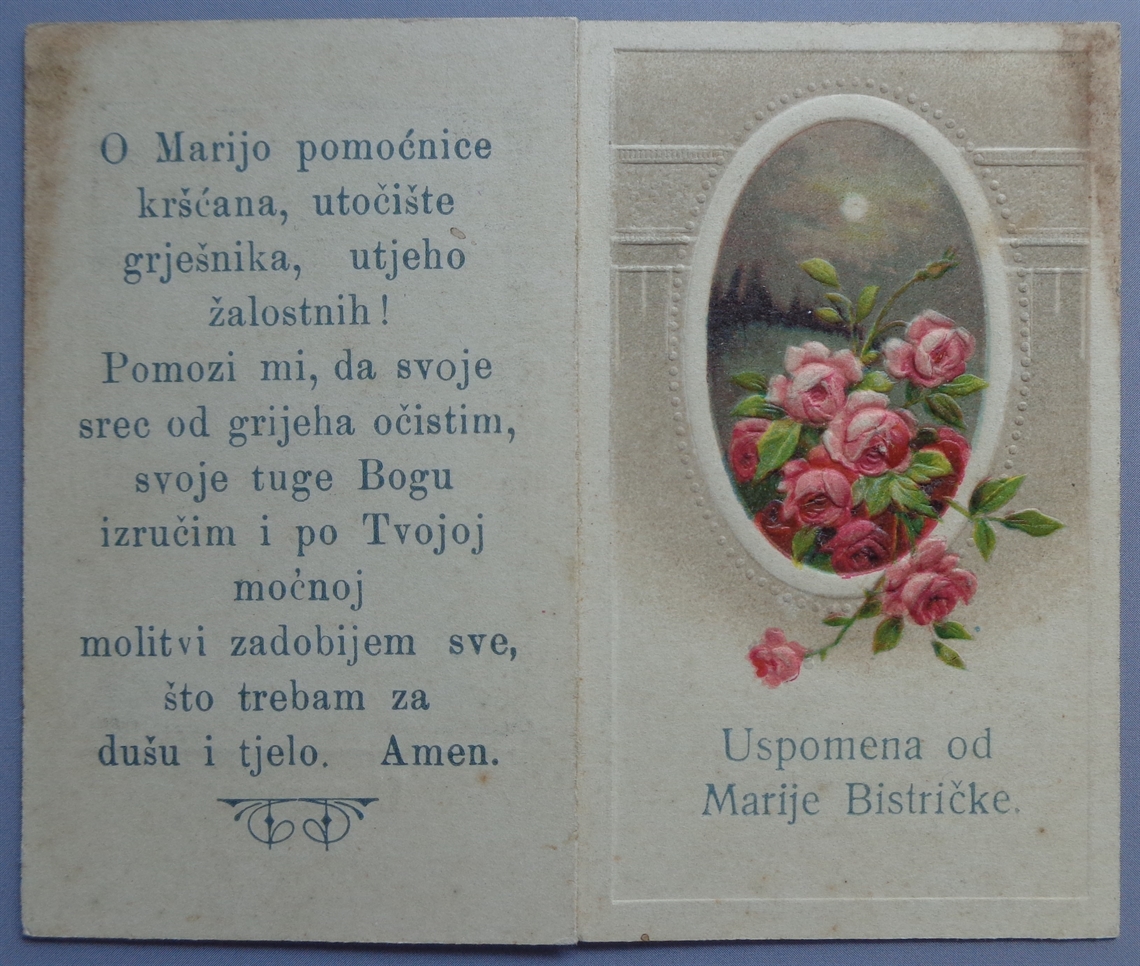 O Marijo pomoćnice
kršćana, utočište
grješnika, utjeho
žalostnih!
Pomozi mi, da svoje
srec od grijeha očistim,
svoje tuge Bogu
izručim i po Tvojoj
moćnoj
molitvi zadobijem sve,
što trebam za
dušu i tjelo. Amen.
Uspomena od
Marije Bistričke.